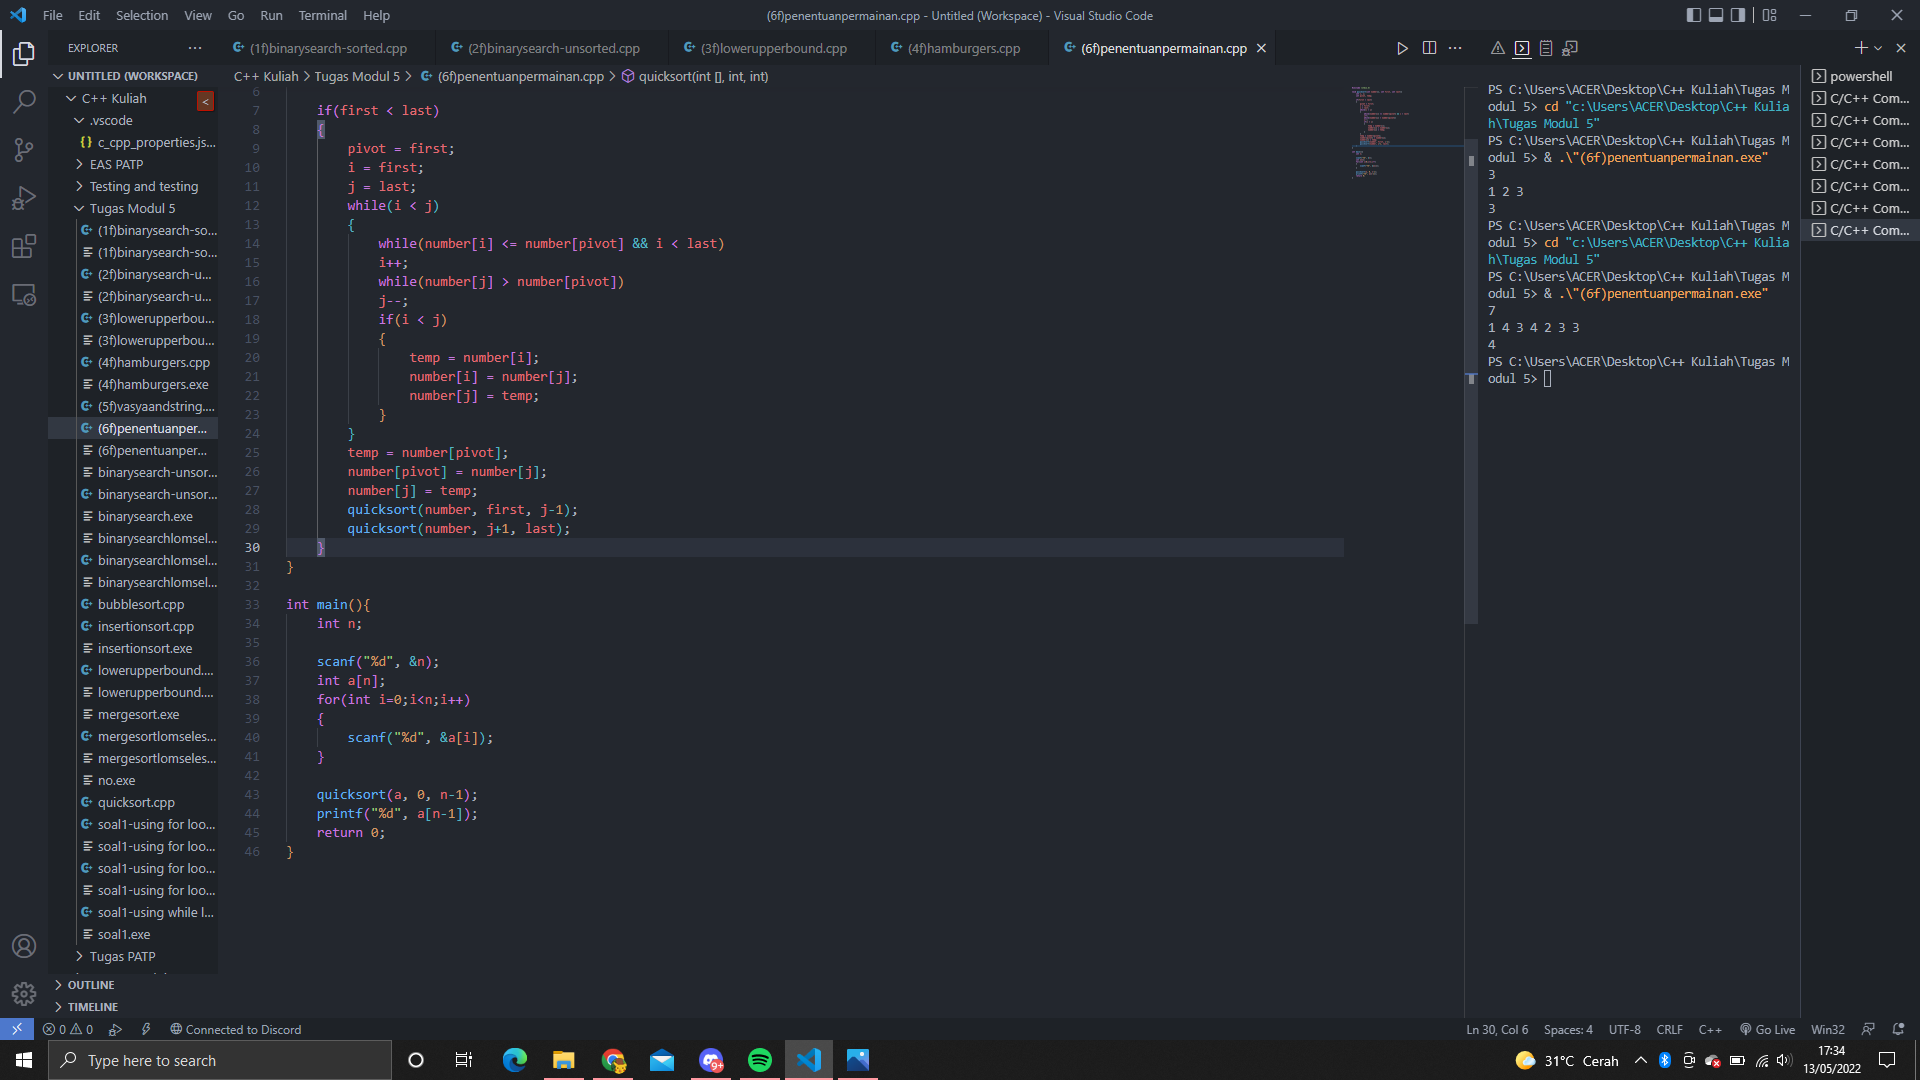 File Edit Selection View Go Run Terminal Help
(6f)penentuanpermainan.cpp - Untitled (Workspace) - Visual Studio Code
EXPLORER
(1f)binarysearch-sorted.cpp
(2f)binarysearch-unsorted.cpp
(3f)lowerupperbound.cpp
(4f)hamburgers.cpp
(6f)penentuanpermainan.cpp
C++ Kuliah > Tugas Modul 5 > (6f)penentuanpermainan.cpp > quicksort(int [], int, int)
UNTITLED (WORKSPACE)
C++ Kuliah
.vscode
c_cpp_properties.js...
EAS PATP
Testing and testing
Tugas Modul 5
(1f)binarysearch-so...
(1f)binarysearch-so...
(2f)binarysearch-u...
(2f)binarysearch-u...
(3f)lowerupperbou...
(3f)lowerupperbou...
(4f)hamburgers.cpp
(4f)hamburgers.exe
(5f)vasyaandstring....
(6f)penentuanper...
(6f)penentuanper...
binarysearch-unsor...
binarysearch-unsor...
binarysearch.exe
binarysearchlomsel...
binarysearchlomsel...
binarysearchlomsel...
bubblesort.cpp
insertionsort.cpp
insertionsort.exe
lowerupperbound....
lowerupperbound....
mergesort.exe
mergesortlomseles...
mergesortlomseles...
no.exe
quicksort.cpp
soal1-using for loo...
soal1-using for loo...
soal1-using for loo...
soal1-using for loo...
soal1-using while l...
soal1.exe
Tugas PATP
OUTLINE
TIMELINE
6
7 if(first < last)
8 {
9 pivot = first;
10 i = first;
11 j = last;
12 while(i < j)
13 {
14 while(number[i] <= number[pivot] && i < last)
15 i++;
16 while(number[j] > number[pivot])
17 j--;
18 if(i < j)
19 {
20 temp = number[i];
21 number[i] = number[j];
22 number[j] = temp;
23 }
24 }
25 temp = number[pivot];
26 number[pivot] = number[j];
27 number[j] = temp;
28 quicksort(number, first, j-1);
29 quicksort(number, j+1, last);
30 }
31 }
32
33 int main(){
34 int n;
35
36 scanf("%d", &n);
37 int a[n];
38 for(int i=0;i<n;i++)
39 {
40 scanf("%d", &a[i]);
41 }
42
43 quicksort(a, 0, n-1);
44 printf("%d", a[n-1]);
45 return 0;
46 }
PS C:\Users\ACER\Desktop\C++ Kuliah\Tugas M
odul 5> cd "c:\Users\ACER\Desktop\C++ Kulia
h\Tugas Modul 5"
PS C:\Users\ACER\Desktop\C++ Kuliah\Tugas M
odul 5> & .\"(6f)penentuanpermainan.exe"
3
1 2 3
3
PS C:\Users\ACER\Desktop\C++ Kuliah\Tugas M
odul 5> cd "c:\Users\ACER\Desktop\C++ Kulia
h\Tugas Modul 5"
PS C:\Users\ACER\Desktop\C++ Kuliah\Tugas M
odul 5> & .\"(6f)penentuanpermainan.exe"
7
1 4 3 4 2 3 3
4
PS C:\Users\ACER\Desktop\C++ Kuliah\Tugas M
odul 5>
powershell
C/C++ Com...
C/C++ Com...
C/C++ Com...
C/C++ Com...
C/C++ Com...
C/C++ Com...
C/C++ Com...
0 0 Connected to Discord
Ln 30, Col 6 Spaces: 4 UTF-8 CRLF C++ Go Live Win32
Type here to search
9+
31°C Cerah
17:34
13/05/2022